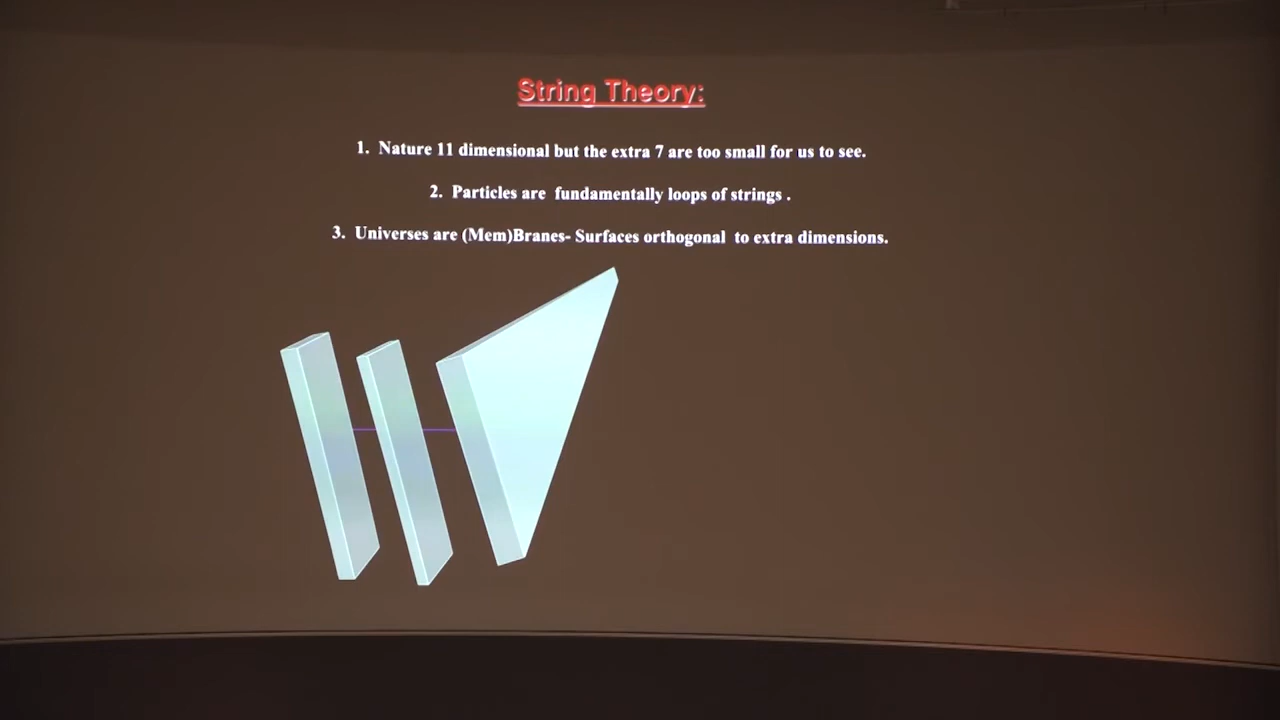 String Theory:
1. Nature 11 dimensional but the extra 7 are too small for us to see.
2. Particles are fundamentally loops of strings .
3. Universes are (Mem)Branes- Surfaces orthogonal to extra dimensions.